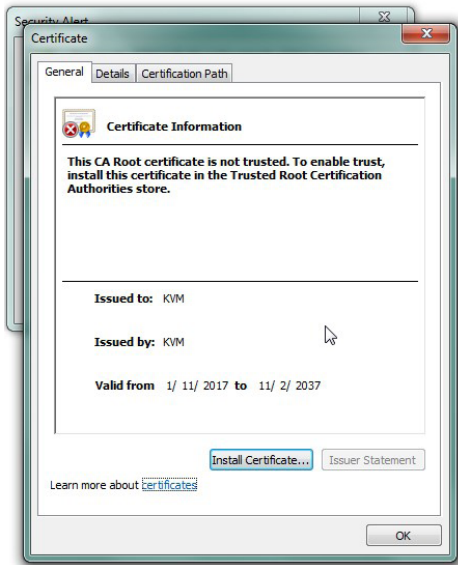 Security Alert
Certificate
General Details Certification Path
Certificate Information
This CA Root certificate is not trusted. To enable trust,
install this certificate in the Trusted Root Certification
Authorities store.
Issued to: KVM
Issued by: KVM
Valid from 1/ 11/ 2017 to 11/ 2/ 2037
Install Certificate... Issuer Statement
Learn more about certificates
OK